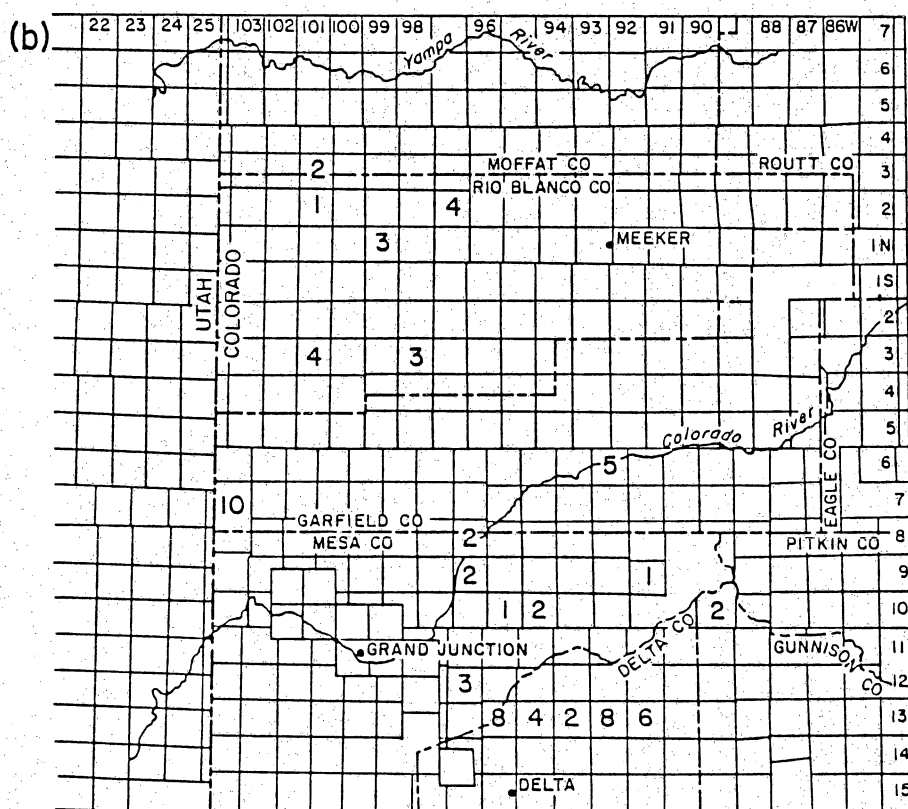 (b)
22 23 24 25 103 102 101 100 99 98 96 94 93 92 91 90 88 87 86W 7
Yampa River
6
5
4
2 MOFFAT CO ROUTT CO 3
RIO BLANCO CO
1 4 2
3 MEEKER 1N
UTAH
COLORADO
1S
2
4 3 3
4
Colorado River 5
5 6
10 7
GARFIELD CO EAGLE CO
2 8
MESA CO PITKIN CO
2 1 9
1 2 2 10
DELTA CO
GRAND JUNCTION GUNNISON CO 11
3 12
8 4 2 8 6 13
14
DELTA 15